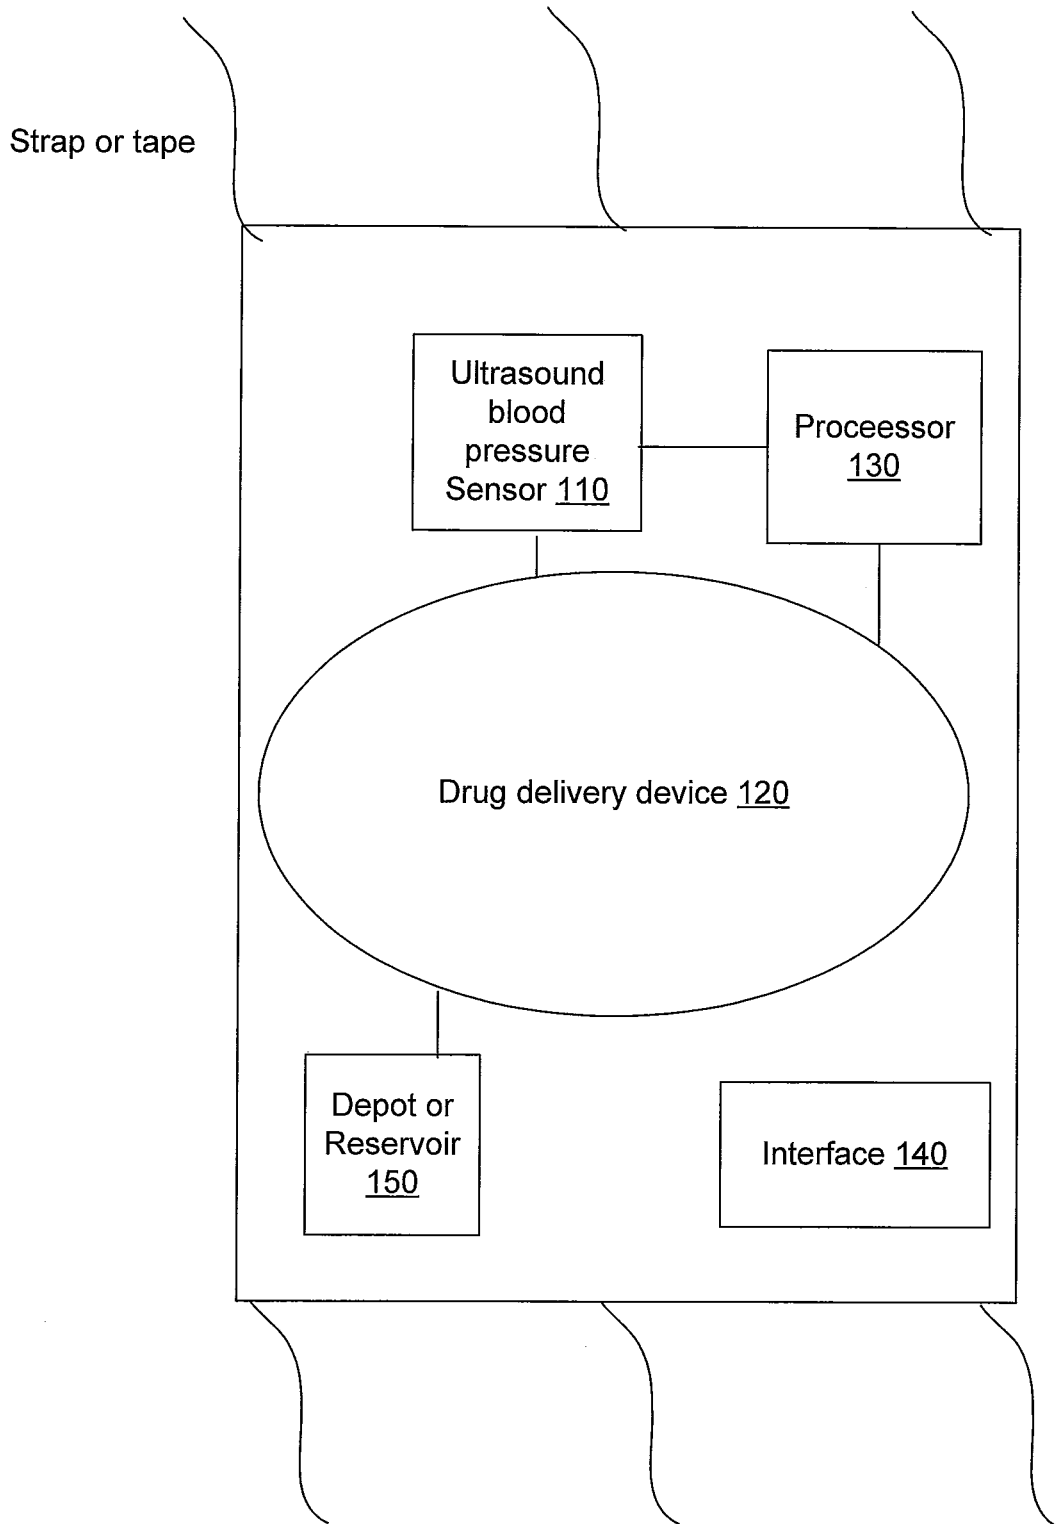 Strap or tape
Ultrasound
blood
pressure
Sensor 110
Proceessor
130
Drug delivery device 120
Depot or
Reservoir
150
Interface 140